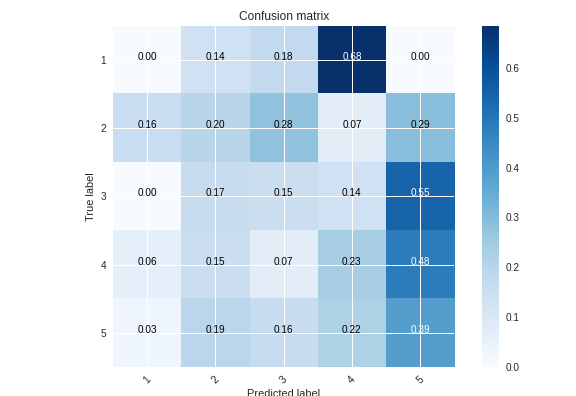 Confusion matrix
1 0.00 0.14 0.18 0.68 0.00
2 0.16 0.20 0.28 0.07 0.29
3 0.00 0.17 0.15 0.14 0.55
4 0.06 0.15 0.07 0.23 0.48
5 0.03 0.19 0.16 0.22 0.39
1 2 3 4 5
True label
Predicted label
0.6
0.5
0.4
0.3
0.2
0.1
0.0